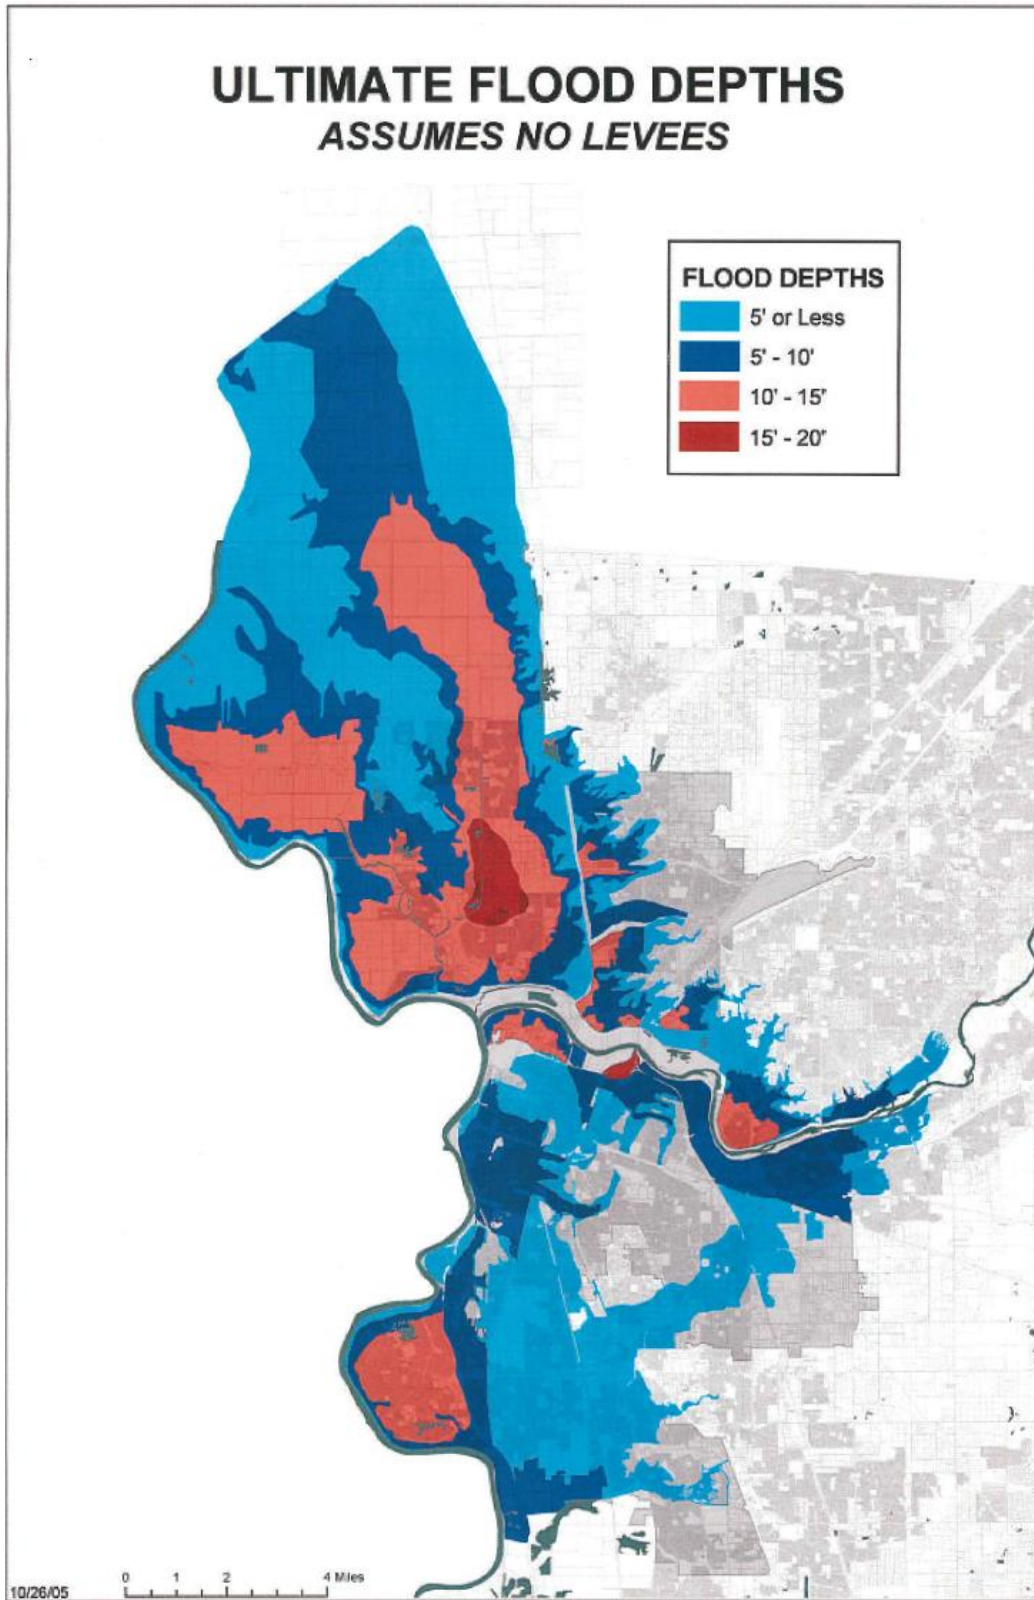 ULTIMATE FLOOD DEPTHS
ASSUMES NO LEVEES
FLOOD DEPTHS
5' or Less
5' - 10'
10' - 15'
15' - 20'
0 1 2 4 Miles
10/26/05